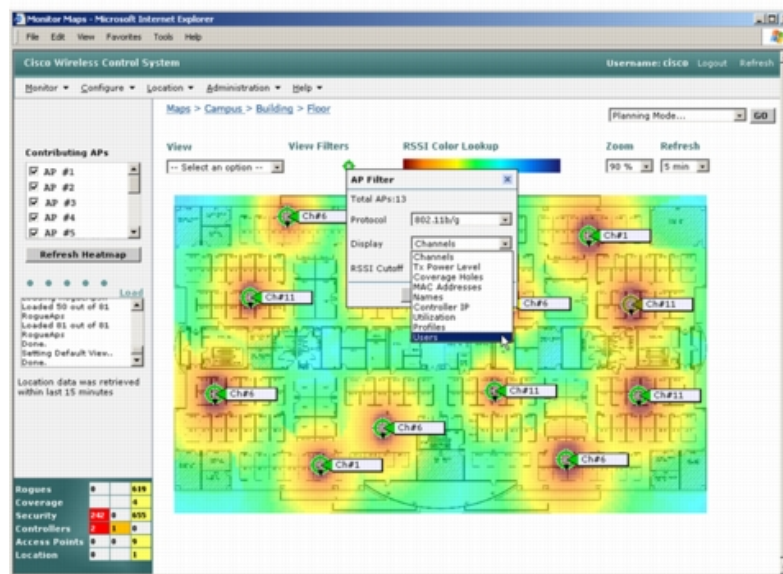 Monitor Maps - Microsoft Internet Explorer
File Edit View Favorites Tools Help
Cisco Wireless Control System
Username: cisco Logout Refresh
Monitor Configure Location Administration Help
Maps > Campus > Building > Floor
Planning Mode... GO
View
-- Select an option --
View Filters
RSSI Color Lookup
Zoom
90 %
Refresh
5 min
Contributing APs
AP #1
AP #2
AP #3
AP #4
AP #5
Refresh Heatmap
Load
Loaded 50 out of 81
RogueAps
Loaded 81 out of 81
RogueAps
Done.
Setting Default View..
Done.
Location data was retrieved
within last 15 minutes
AP Filter
Total APs:13
Protocol 802.11b/g
Display Channels
RSSI Cutoff
Channels
Tx Power Level
Coverage Holes
MAC Addresses
Names
Controller IP
Utilization
Profiles
Users
Ch#6
Ch#1
Ch#11
Ch#6
Ch#11
Ch#6
Ch#11
Ch#11
Ch#6
Ch#1
Ch#6
Rogues 0 619
Coverage 4
Security 242 0 655
Controllers 2 1 0
Access Points 0 0 9
Location 0 1